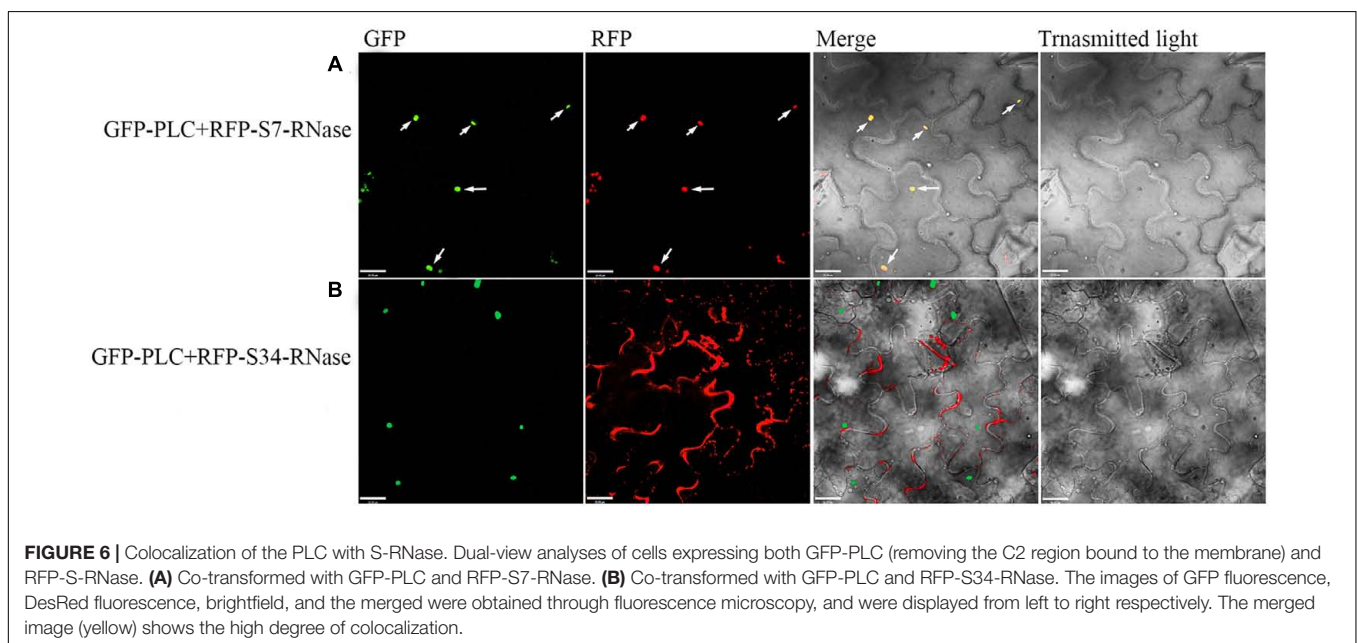 GFP RFP Merge Trnasmitted light
A
GFP-PLC+RFP-S7-RNase
B
GFP-PLC+RFP-S34-RNase
FIGURE 6 | Colocalization of the PLC with S-RNase. Dual-view analyses of cells expressing both GFP-PLC (removing the C2 region bound to the membrane) and
RFP-S-RNase. (A) Co-transformed with GFP-PLC and RFP-S7-RNase. (B) Co-transformed with GFP-PLC and RFP-S34-RNase. The images of GFP fluorescence,
DesRed fluorescence, brightfield, and the merged were obtained through fluorescence microscopy, and were displayed from left to right respectively. The merged
image (yellow) shows the high degree of colocalization.